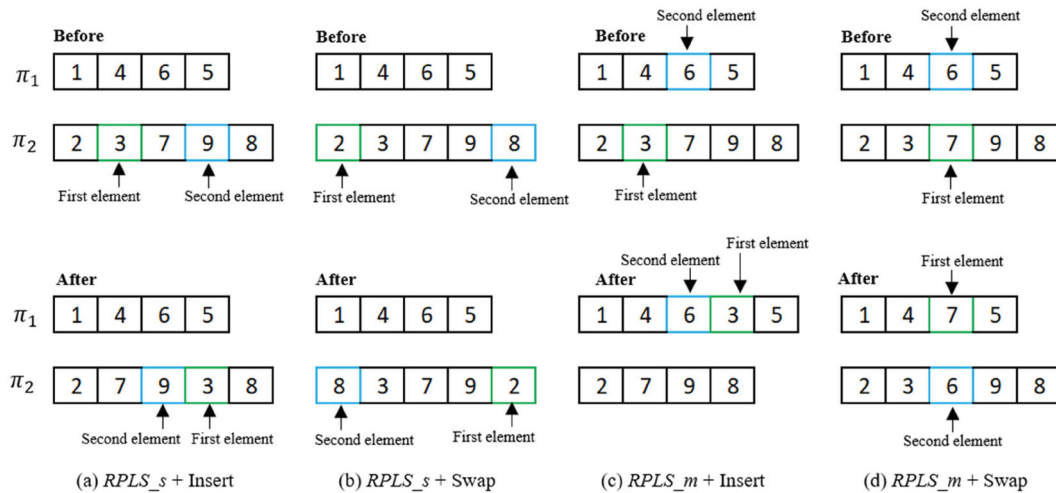 Before
π1 1 4 6 5
π2 2 3 7 9 8
First element Second element
After
π1 1 4 6 5
π2 2 7 9 3 8
Second element First element
(a) RPLS_s + Insert
Before
1 4 6 5
2 3 7 9 8
First element Second element
After
1 4 6 5
8 3 7 9 2
Second element First element
(b) RPLS_s + Swap
Second element
Before
1 4 6 5
2 3 7 9 8
First element
First element
Second element
After
1 4 6 3 5
2 7 9 8
(c) RPLS_m + Insert
Second element
Before
1 4 6 5
2 3 7 9 8
First element
First element
After
1 4 7 5
2 3 6 9 8
Second element
(d) RPLS_m + Swap